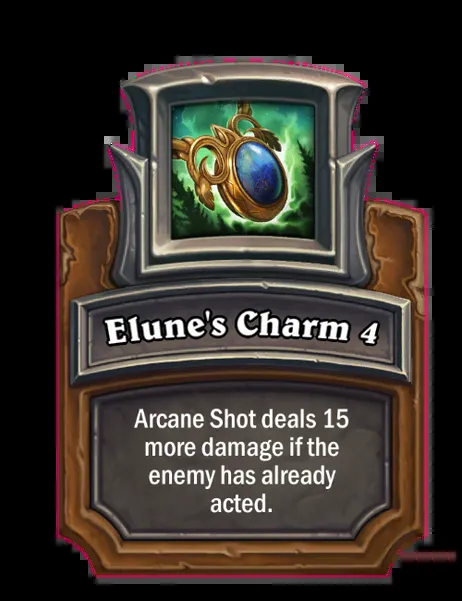 Elune's Charm 4
Arcane Shot deals 15
more damage if the
enemy has already
acted.